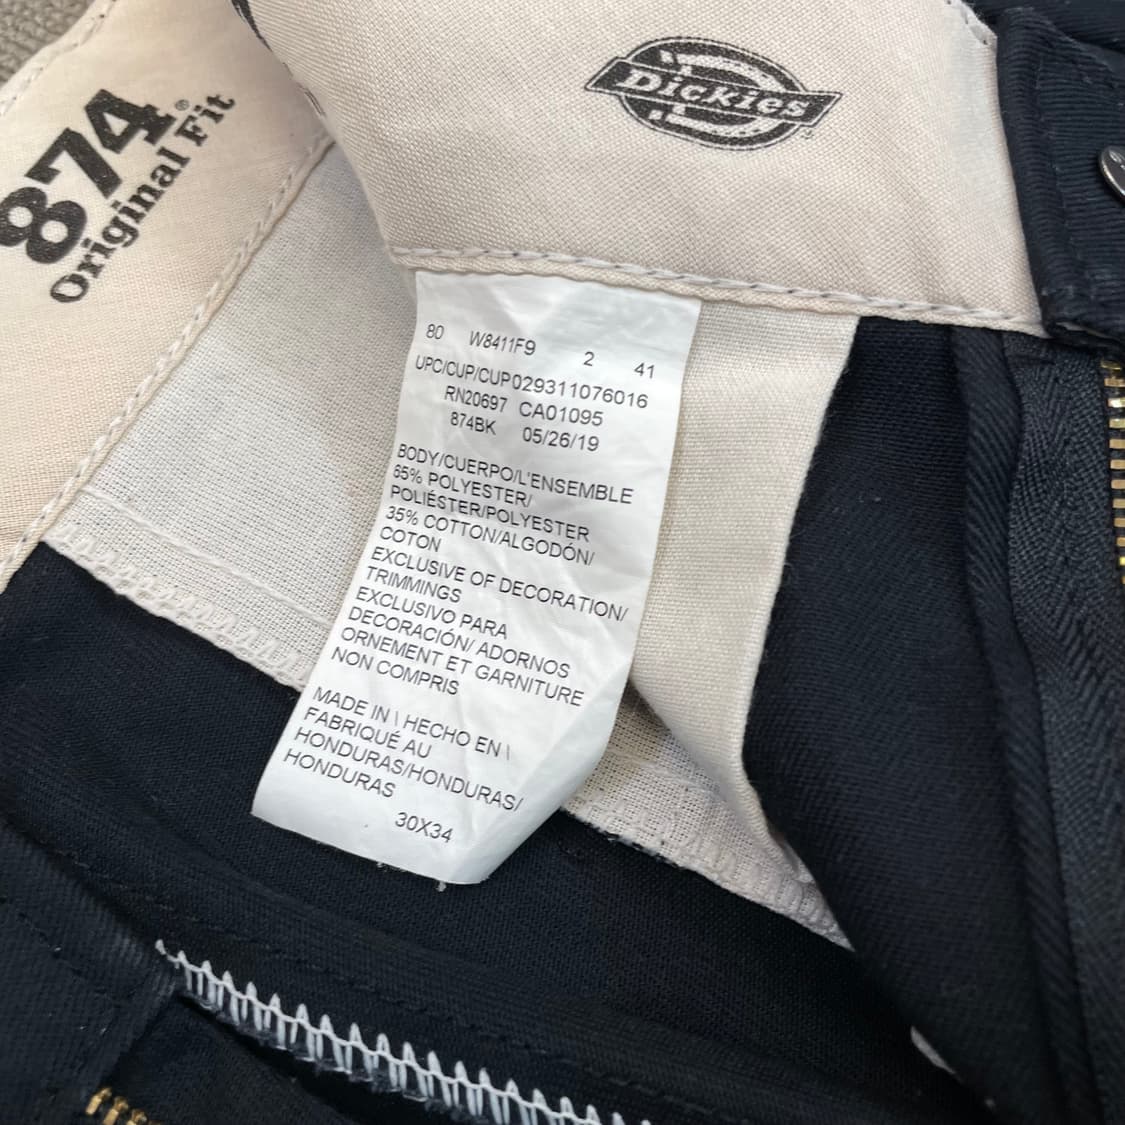 874®
Original Fit
Dickies
80 W8411F9 2 41
UPC/CUP/CUP029311076016
RN20697 CA01095
874BK 05/26/19
BODY/CUERPO/L'ENSEMBLE
65% POLYESTER/
POLIÉSTER/POLYESTER
35% COTTON/ALGODÓN/
COTON
EXCLUSIVE OF DECORATION/
TRIMMINGS
EXCLUSIVO PARA
DECORACIÓN/ ADORNOS
ORNEMENT ET GARNITURE
NON COMPRIS
MADE IN \ HECHO EN \
FABRIQUÉ AU
HONDURAS/HONDURAS/
HONDURAS
30X34